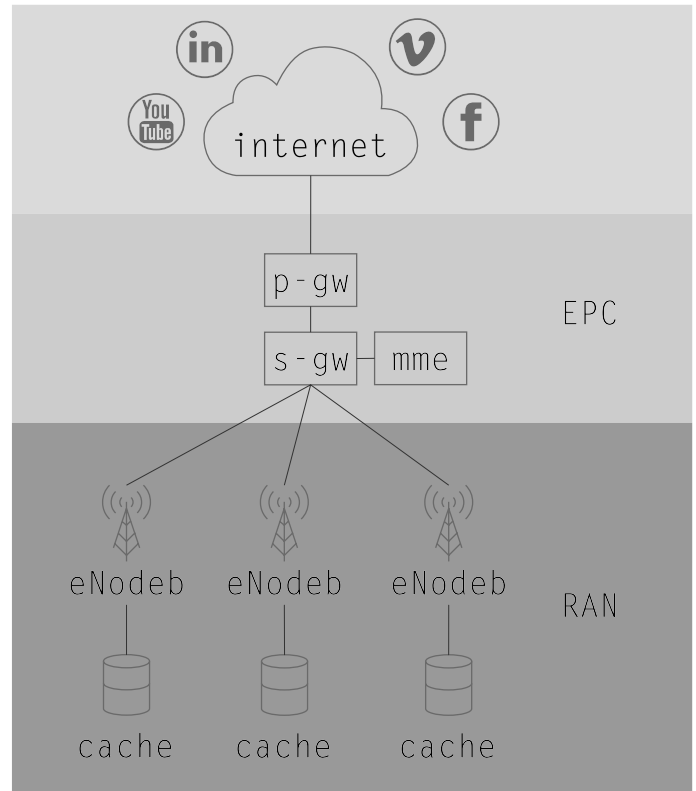 in
You
Tube
f
internet
p-gw
EPC
s-gw
mme
eNodeb
eNodeb
eNodeb
RAN
cache
cache
cache